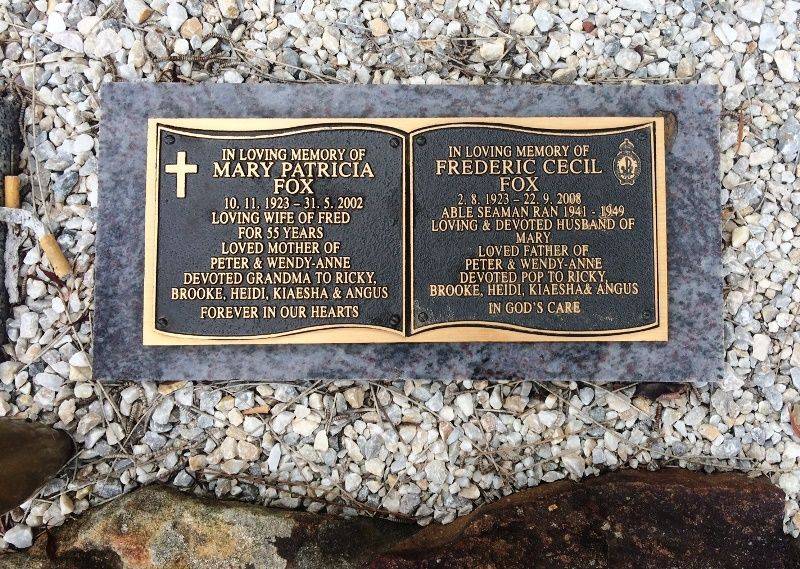 IN LOVING MEMORY OF
MARY PATRICIA
FOX
10. 11. 1923 - 31. 5. 2002
LOVING WIFE OF FRED
FOR 55 YEARS
LOVED MOTHER OF
PETER & WENDY-ANNE
DEVOTED GRANDMA TO RICKY,
BROOKE, HEIDI, KIAESHA & ANGUS
FOREVER IN OUR HEARTS
IN LOVING MEMORY OF
FREDERIC CECIL
FOX
2. 8. 1923 - 22. 9. 2008
ABLE SEAMAN RAN 1941 - 1949
LOVING & DEVOTED HUSBAND OF
MARY
LOVED FATHER OF
PETER & WENDY-ANNE
DEVOTED POP TO RICKY,
BROOKE, HEIDI, KIAESHA& ANGUS
IN GOD'S CARE